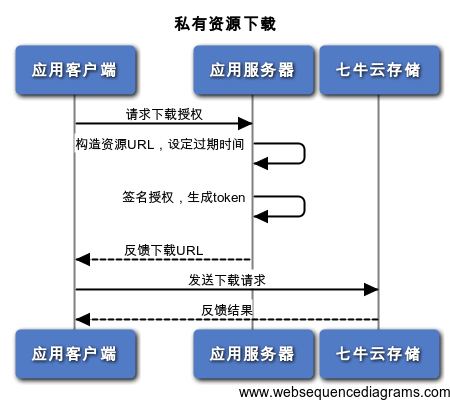 私有资源下载
应用客户端 应用服务器 七牛云存储
请求下载授权
构造资源URL，设定过期时间
签名授权，生成token
反馈下载URL
发送下载请求
反馈结果
应用客户端 应用服务器 七牛云存储
www.websequencediagrams.com